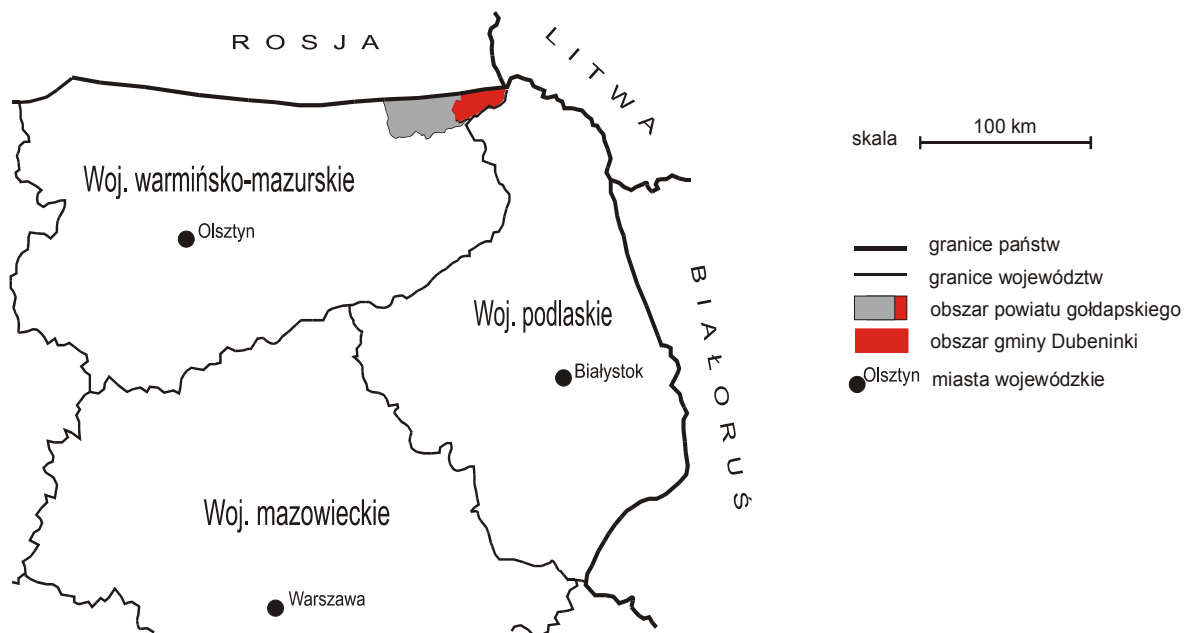 ROSJA
LITWA
BIAŁORUŚ
Woj. warmińsko-mazurskie
Olsztyn
Woj. podlaskie
Białystok
Woj. mazowieckie
Warszawa
skala 100 km
granice państw
granice województw
obszar powiatu gołdapskiego
obszar gminy Dubeninki
Olsztyn miasta wojewódzkie